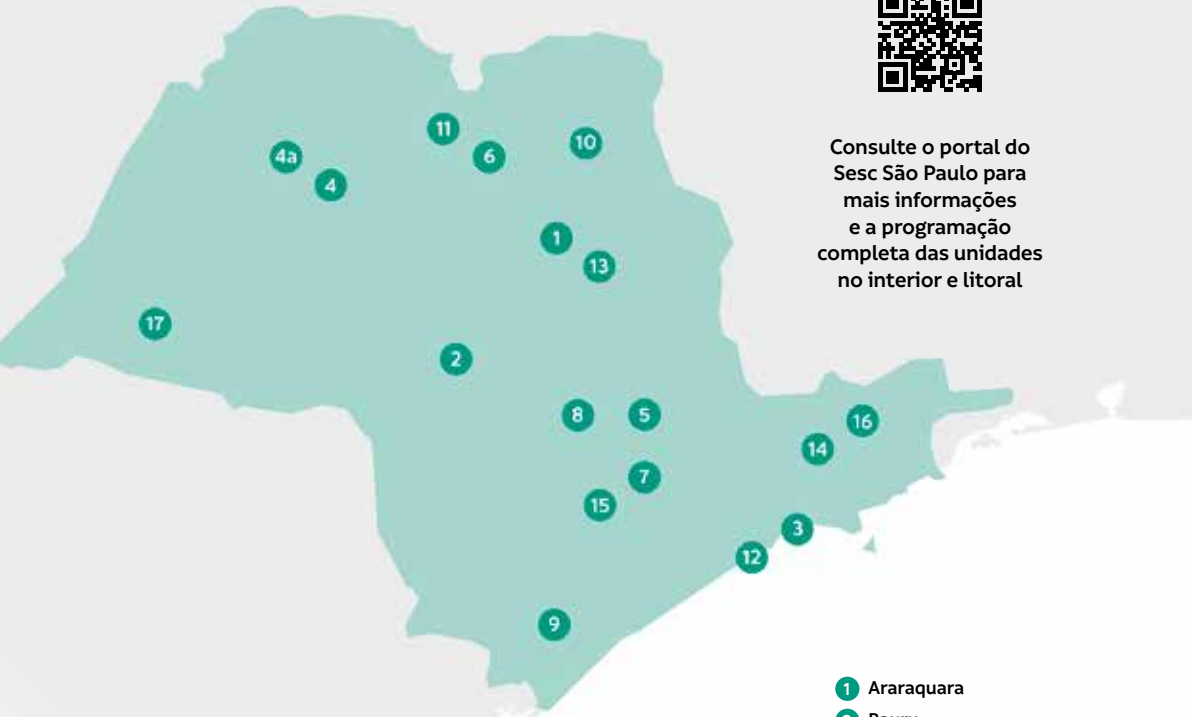 Consulte o portal do
Sesc São Paulo para
mais informações
e a programação
completa das unidades
no interior e litoral
11
10
4a
6
4
1
13
17
2
8
5
16
14
7
15
3
12
9
1 Araraquara